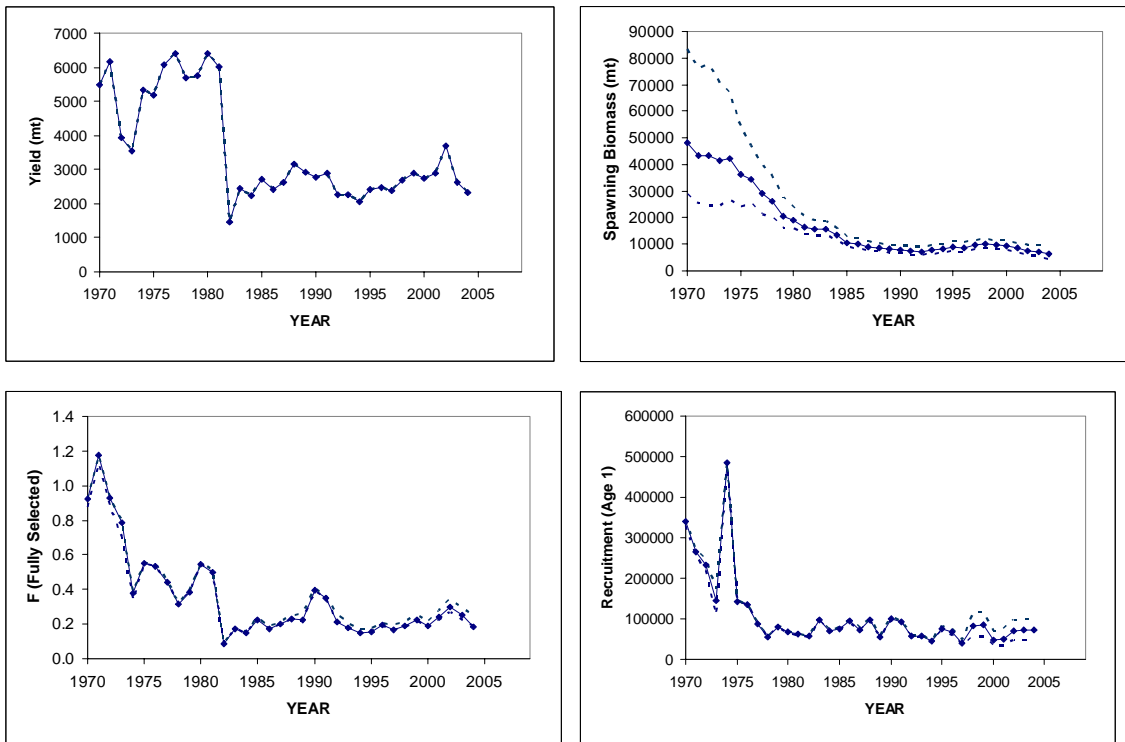 7000
6000
5000
4000
3000
2000
1000
0
Yield (mt)
1970 1975 1980 1985 1990 1995 2000 2005
YEAR
90000
80000
70000
60000
50000
40000
30000
20000
10000
0
Spawning Biomass (mt)
1970 1975 1980 1985 1990 1995 2000 2005
YEAR
1.4
1.2
1.0
0.8
0.6
0.4
0.2
0.0
F (Fully Selected)
1970 1975 1980 1985 1990 1995 2000 2005
YEAR
600000
500000
400000
300000
200000
100000
0
Recruitment (Age 1)
1970 1975 1980 1985 1990 1995 2000 2005
YEAR